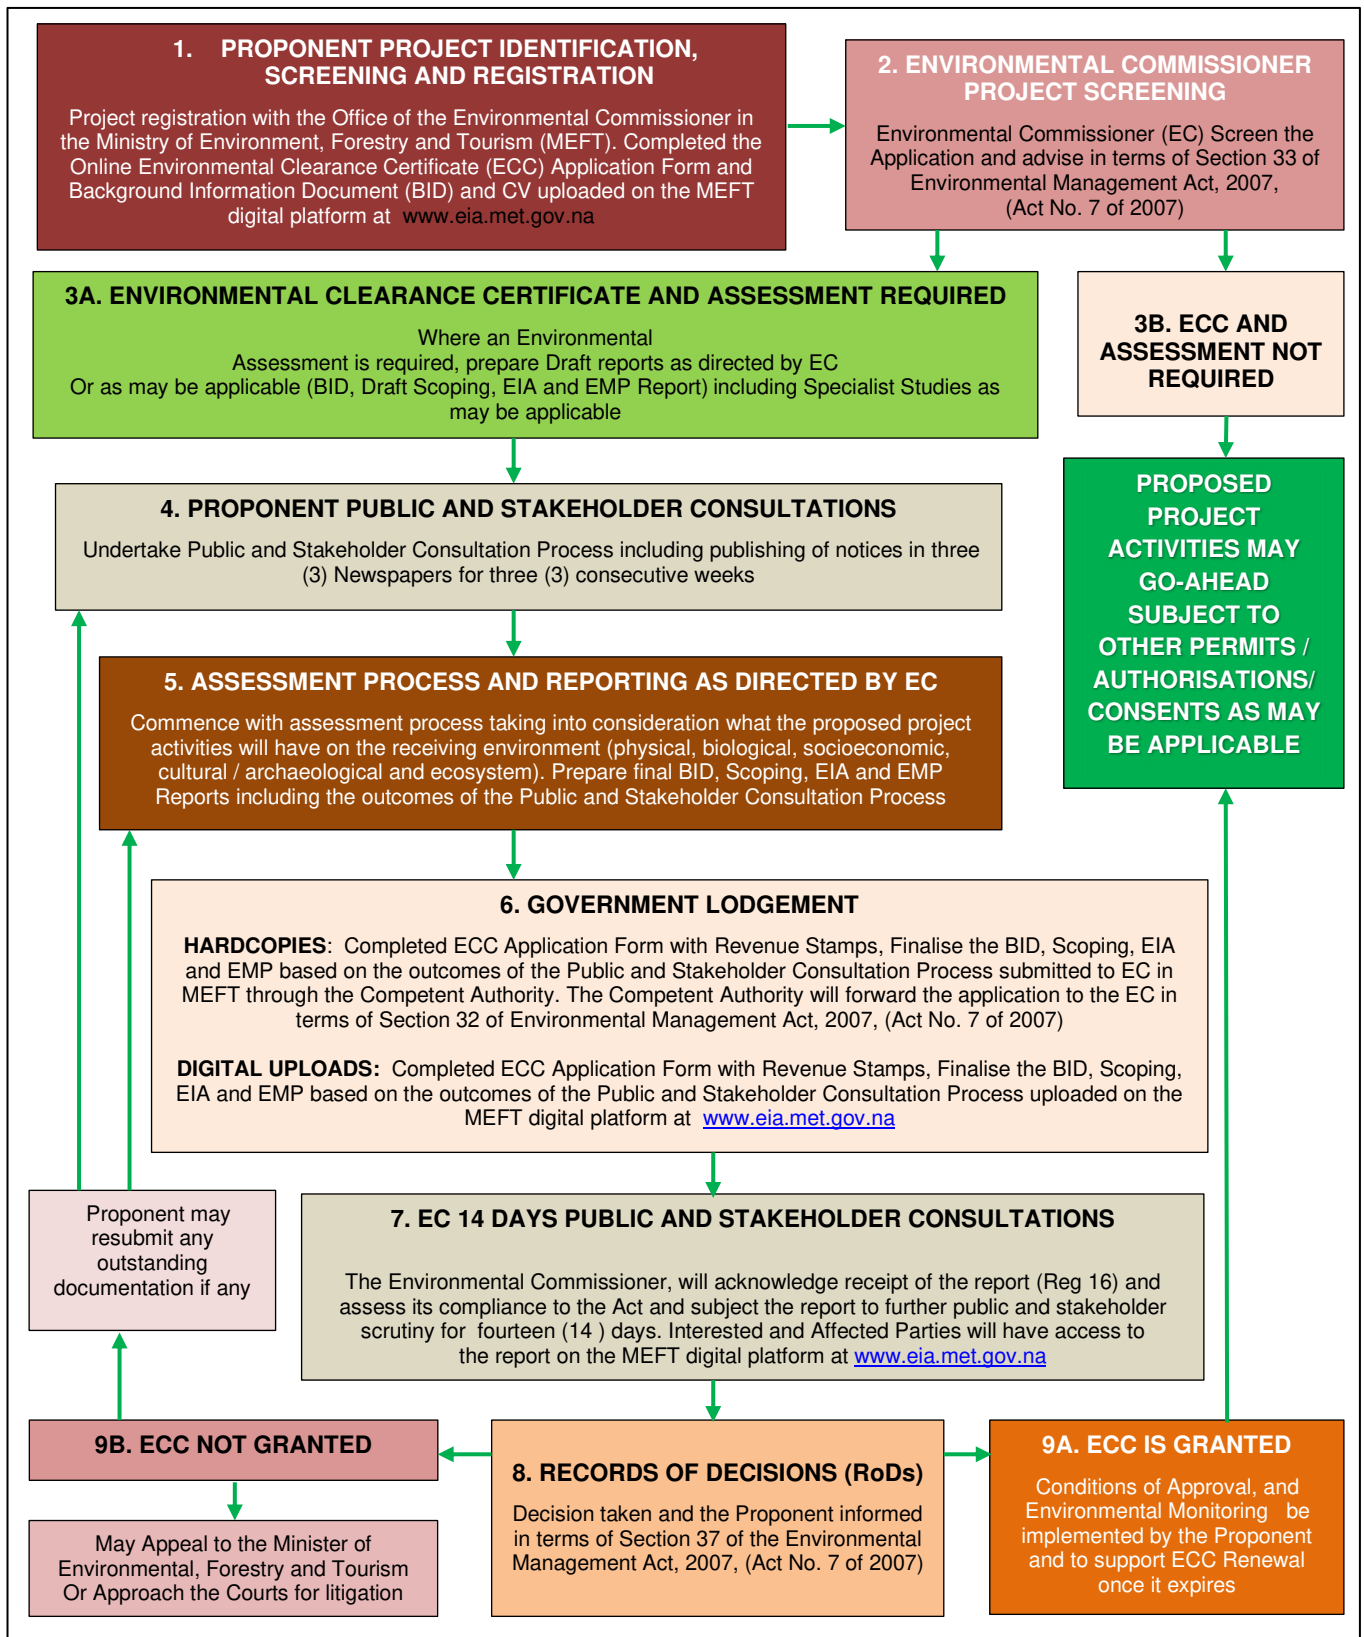 1. PROPONENT PROJECT IDENTIFICATION,
SCREENING AND REGISTRATION
Project registration with the Office of the Environmental Commissioner in
the Ministry of Environment, Forestry and Tourism (MEFT). Completed the
Online Environmental Clearance Certificate (ECC) Application Form and
Background Information Document (BID) and CV uploaded on the MEFT
digital platform at www.eia.met.gov.na
2. ENVIRONMENTAL COMMISSIONER
PROJECT SCREENING
Environmental Commissioner (EC) Screen the
Application and advise in terms of Section 33 of
Environmental Management Act, 2007,
(Act No. 7 of 2007)
3A. ENVIRONMENTAL CLEARANCE CERTIFICATE AND ASSESSMENT REQUIRED
Where an Environmental
Assessment is required, prepare Draft reports as directed by EC
Or as may be applicable (BID, Draft Scoping, EIA and EMP Report) including Specialist Studies as
may be applicable
3B. ECC AND
ASSESSMENT NOT
REQUIRED
4. PROPONENT PUBLIC AND STAKEHOLDER CONSULTATIONS
Undertake Public and Stakeholder Consultation Process including publishing of notices in three
(3) Newspapers for three (3) consecutive weeks
PROPOSED
PROJECT
ACTIVITIES MAY
GO-AHEAD
SUBJECT TO
OTHER PERMITS /
AUTHORISATIONS/
CONSENTS AS MAY
BE APPLICABLE
5. ASSESSMENT PROCESS AND REPORTING AS DIRECTED BY EC
Commence with assessment process taking into consideration what the proposed project
activities will have on the receiving environment (physical, biological, socioeconomic,
cultural / archaeological and ecosystem). Prepare final BID, Scoping, EIA and EMP
Reports including the outcomes of the Public and Stakeholder Consultation Process
6. GOVERNMENT LODGEMENT
HARDCOPIES: Completed ECC Application Form with Revenue Stamps, Finalise the BID, Scoping, EIA
and EMP based on the outcomes of the Public and Stakeholder Consultation Process submitted to EC in
MEFT through the Competent Authority. The Competent Authority will forward the application to the EC in
terms of Section 32 of Environmental Management Act, 2007, (Act No. 7 of 2007)
DIGITAL UPLOADS: Completed ECC Application Form with Revenue Stamps, Finalise the BID, Scoping,
EIA and EMP based on the outcomes of the Public and Stakeholder Consultation Process uploaded on the
MEFT digital platform at www.eia.met.gov.na
Proponent may
resubmit any
outstanding
documentation if any
7. EC 14 DAYS PUBLIC AND STAKEHOLDER CONSULTATIONS
The Environmental Commissioner, will acknowledge receipt of the report (Reg 16) and
assess its compliance to the Act and subject the report to further public and stakeholder
scrutiny for fourteen (14 ) days. Interested and Affected Parties will have access to
the report on the MEFT digital platform at www.eia.met.gov.na
9B. ECC NOT GRANTED
May Appeal to the Minister of
Environmental, Forestry and Tourism
Or Approach the Courts for litigation
8. RECORDS OF DECISIONS (RoDs)
Decision taken and the Proponent informed
in terms of Section 37 of the Environmental
Management Act, 2007, (Act No. 7 of 2007)
9A. ECC IS GRANTED
Conditions of Approval, and
Environmental Monitoring be
implemented by the Proponent
and to support ECC Renewal
once it expires